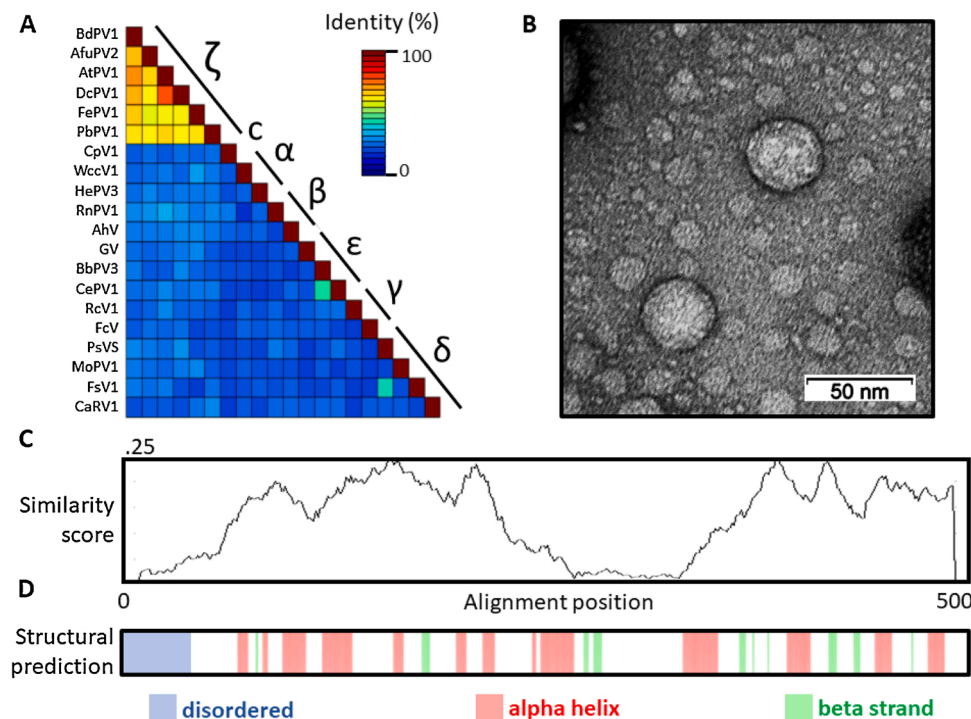 A
Identity (%)
100
0
BdPV1
AfuPV2
AtPV1
DcPV1
FePV1
PbPV1
CpV1
WccV1
HePV3
RnPV1
AhV
GV
BbPV3
CePV1
RcV1
FcV
PsVS
MoPV1
FsV1
CaRV1
ζ
c
α
β
ε
γ
δ
B
50 nm
C
.25
Similarity
score
D
0
Alignment position
500
Structural
prediction
disordered
alpha helix
beta strand